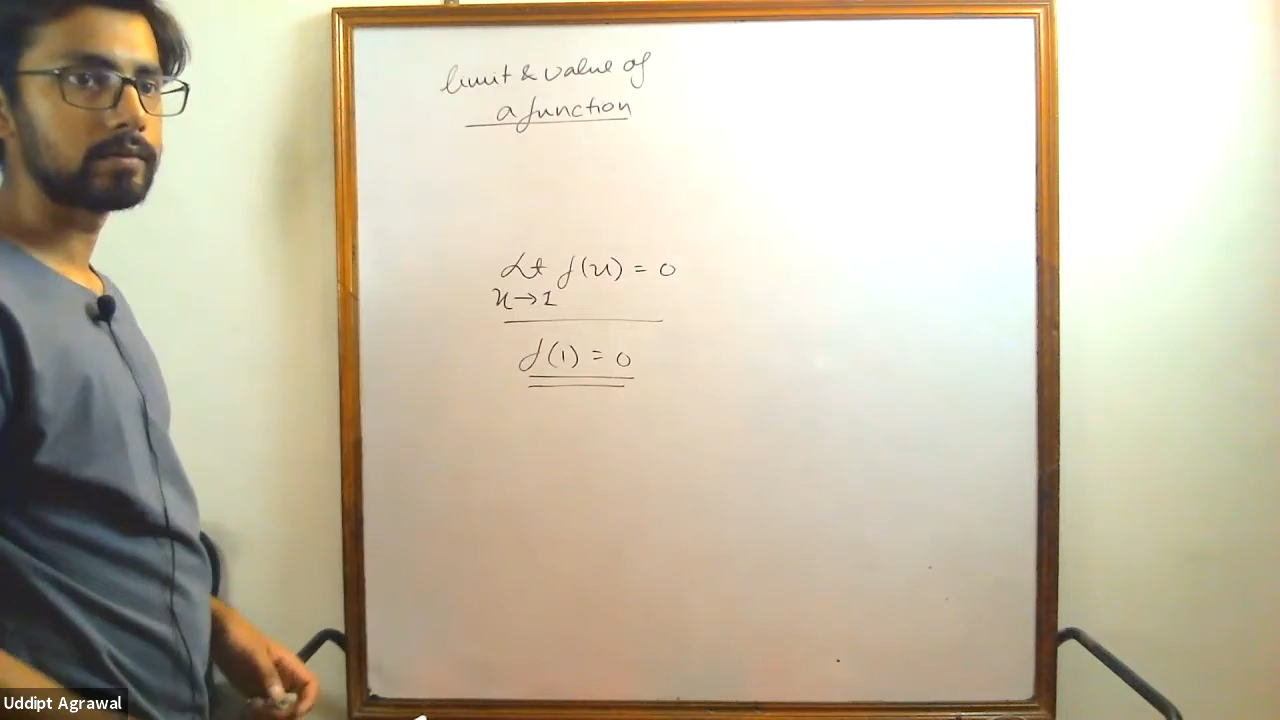 limit & value of
a function
Lt f(x) = 0
x→1
f(1) = 0
Uddipt Agrawal